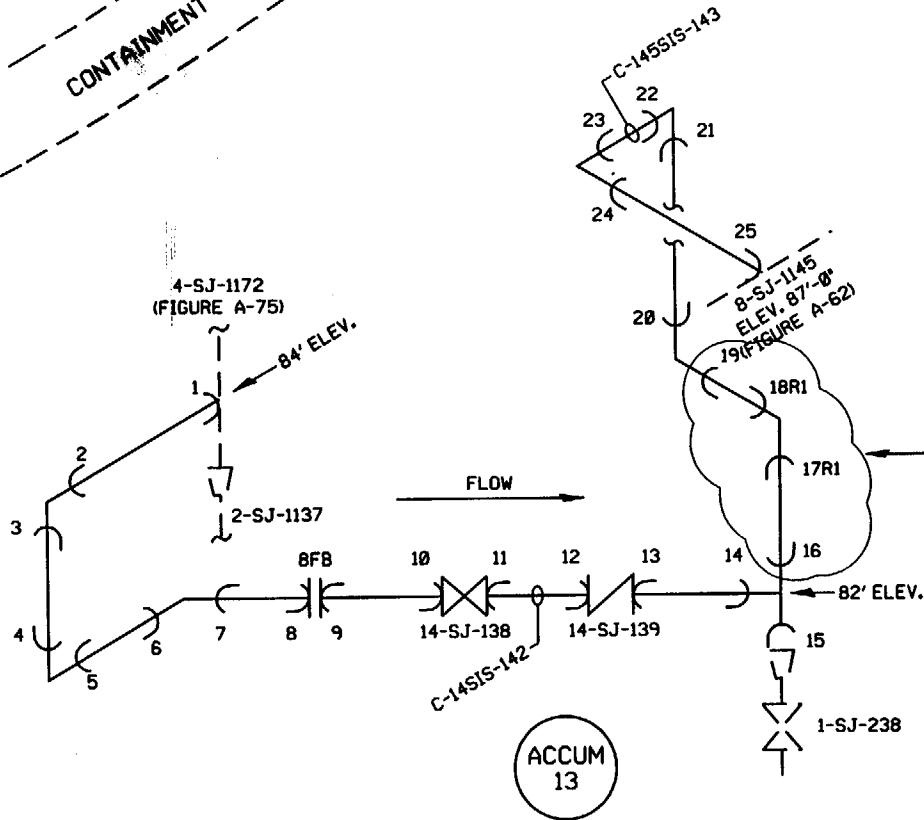 CONTAINMENT
C-145SIS-143
22
23
21
24
25
8-SJ-1145
ELEV. 87'-0"
(FIGURE A-62)
20
19
18R1
17R1
16
4-SJ-1172
(FIGURE A-75)
84' ELEV.
1
2
2-SJ-1137
3
FLOW
8FB
10
11
12
13
14
82' ELEV.
4
5
6
7
8
9
14-SJ-138
14-SJ-139
15
C-14SIS-142
1-SJ-238
ACCUM
13